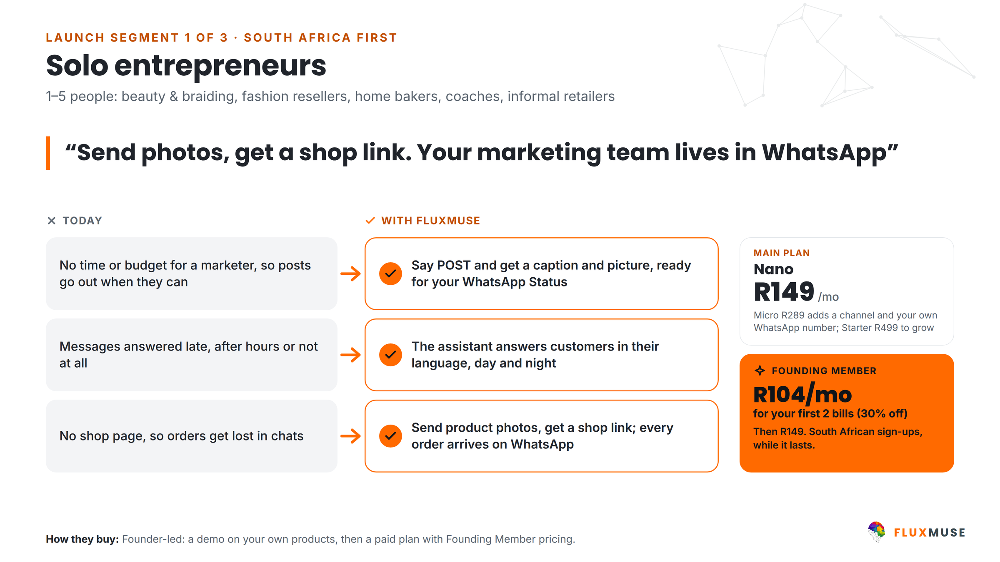 LAUNCH SEGMENT 1 OF 3 · SOUTH AFRICA FIRST
Solo entrepreneurs
1–5 people: beauty & braiding, fashion resellers, home bakers, coaches, informal retailers
“Send photos, get a shop link. Your marketing team lives in WhatsApp”
TODAY
No time or budget for a marketer, so posts
go out when they can
Messages answered late, after hours or not
at all
No shop page, so orders get lost in chats
WITH FLUXMUSE
Say POST and get a caption and picture, ready
for your WhatsApp Status
The assistant answers customers in their
language, day and night
Send product photos, get a shop link; every
order arrives on WhatsApp
MAIN PLAN
Nano
R149 /mo
Micro R289 adds a channel and your own
WhatsApp number; Starter R499 to grow
FOUNDING MEMBER
R104/mo
for your first 2 bills (30% off)
Then R149. South African sign-ups,
while it lasts.
How they buy: Founder-led: a demo on your own products, then a paid plan with Founding Member pricing.
FLUXMUSE